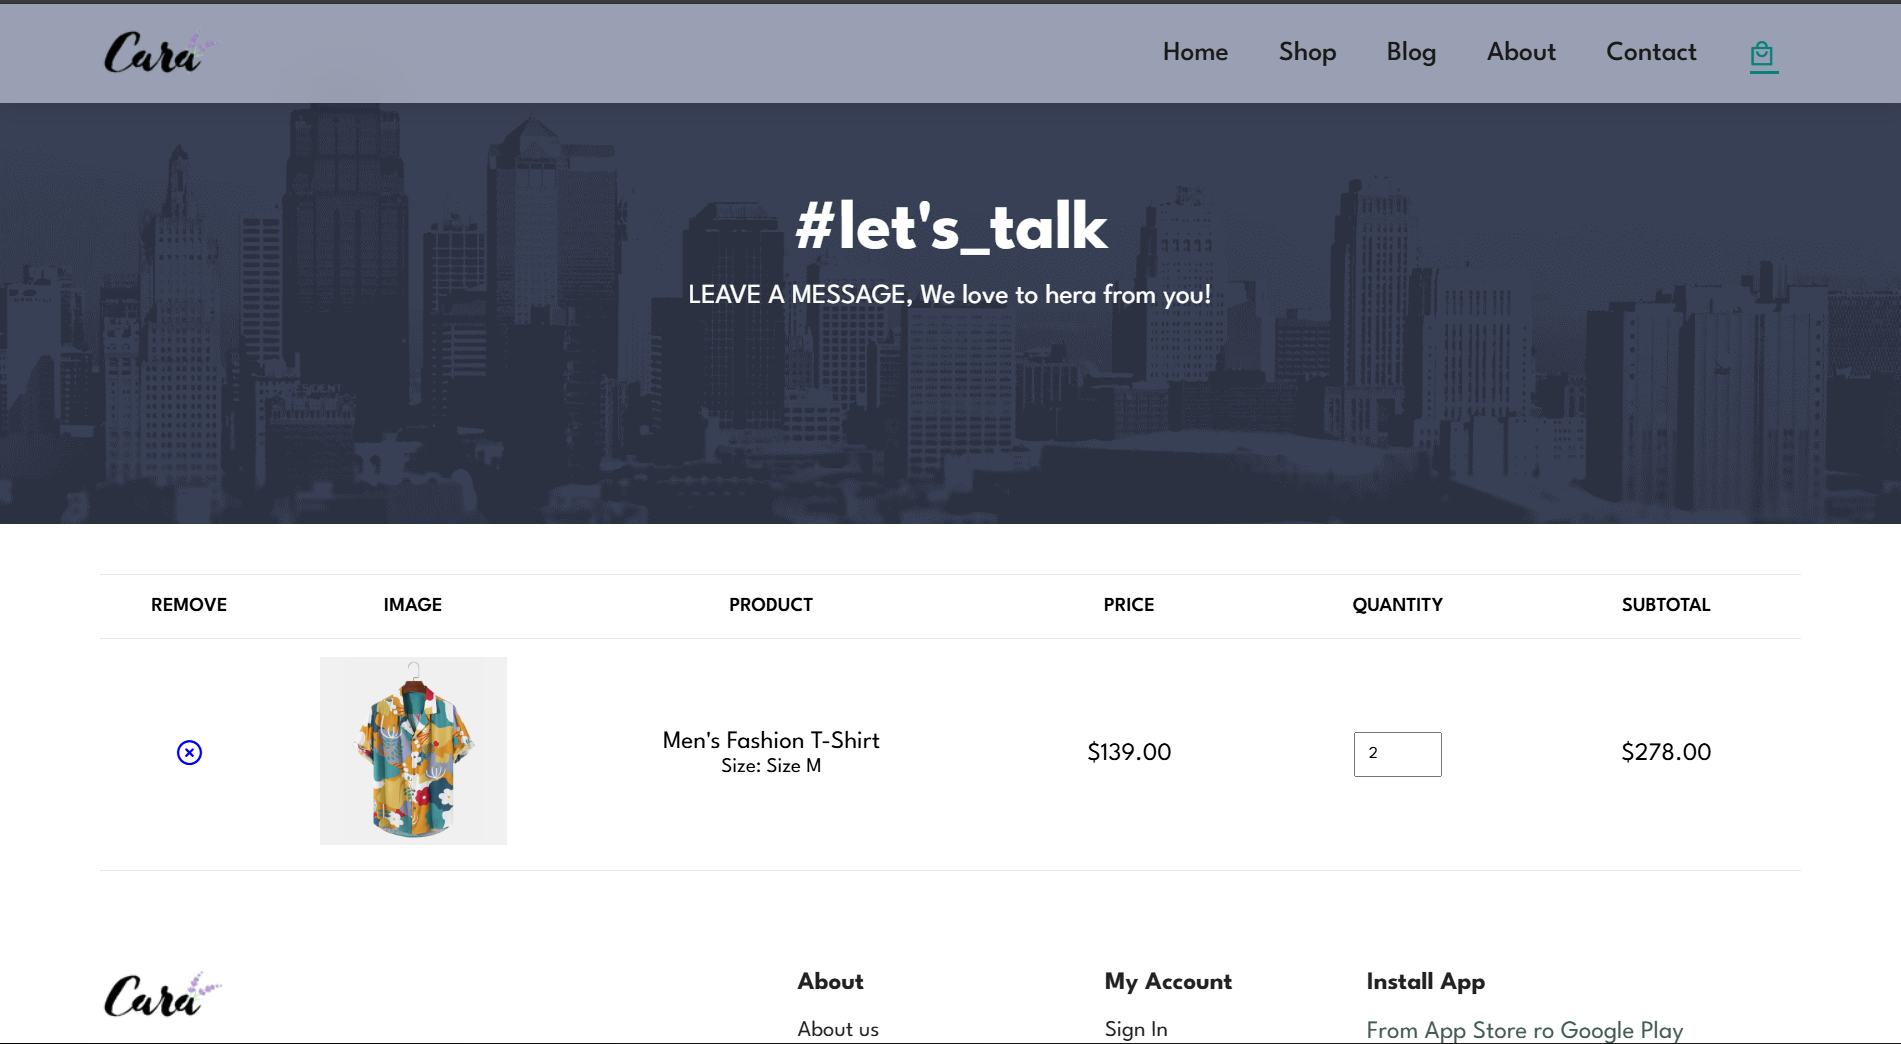 Cara
Home Shop Blog About Contact
#let's_talk
LEAVE A MESSAGE, We love to hera from you!
REMOVE IMAGE PRODUCT PRICE QUANTITY SUBTOTAL
Men's Fashion T-Shirt
Size: Size M
$139.00
2
$278.00
Cara
About
About us
My Account
Sign In
Install App
From App Store ro Google Play